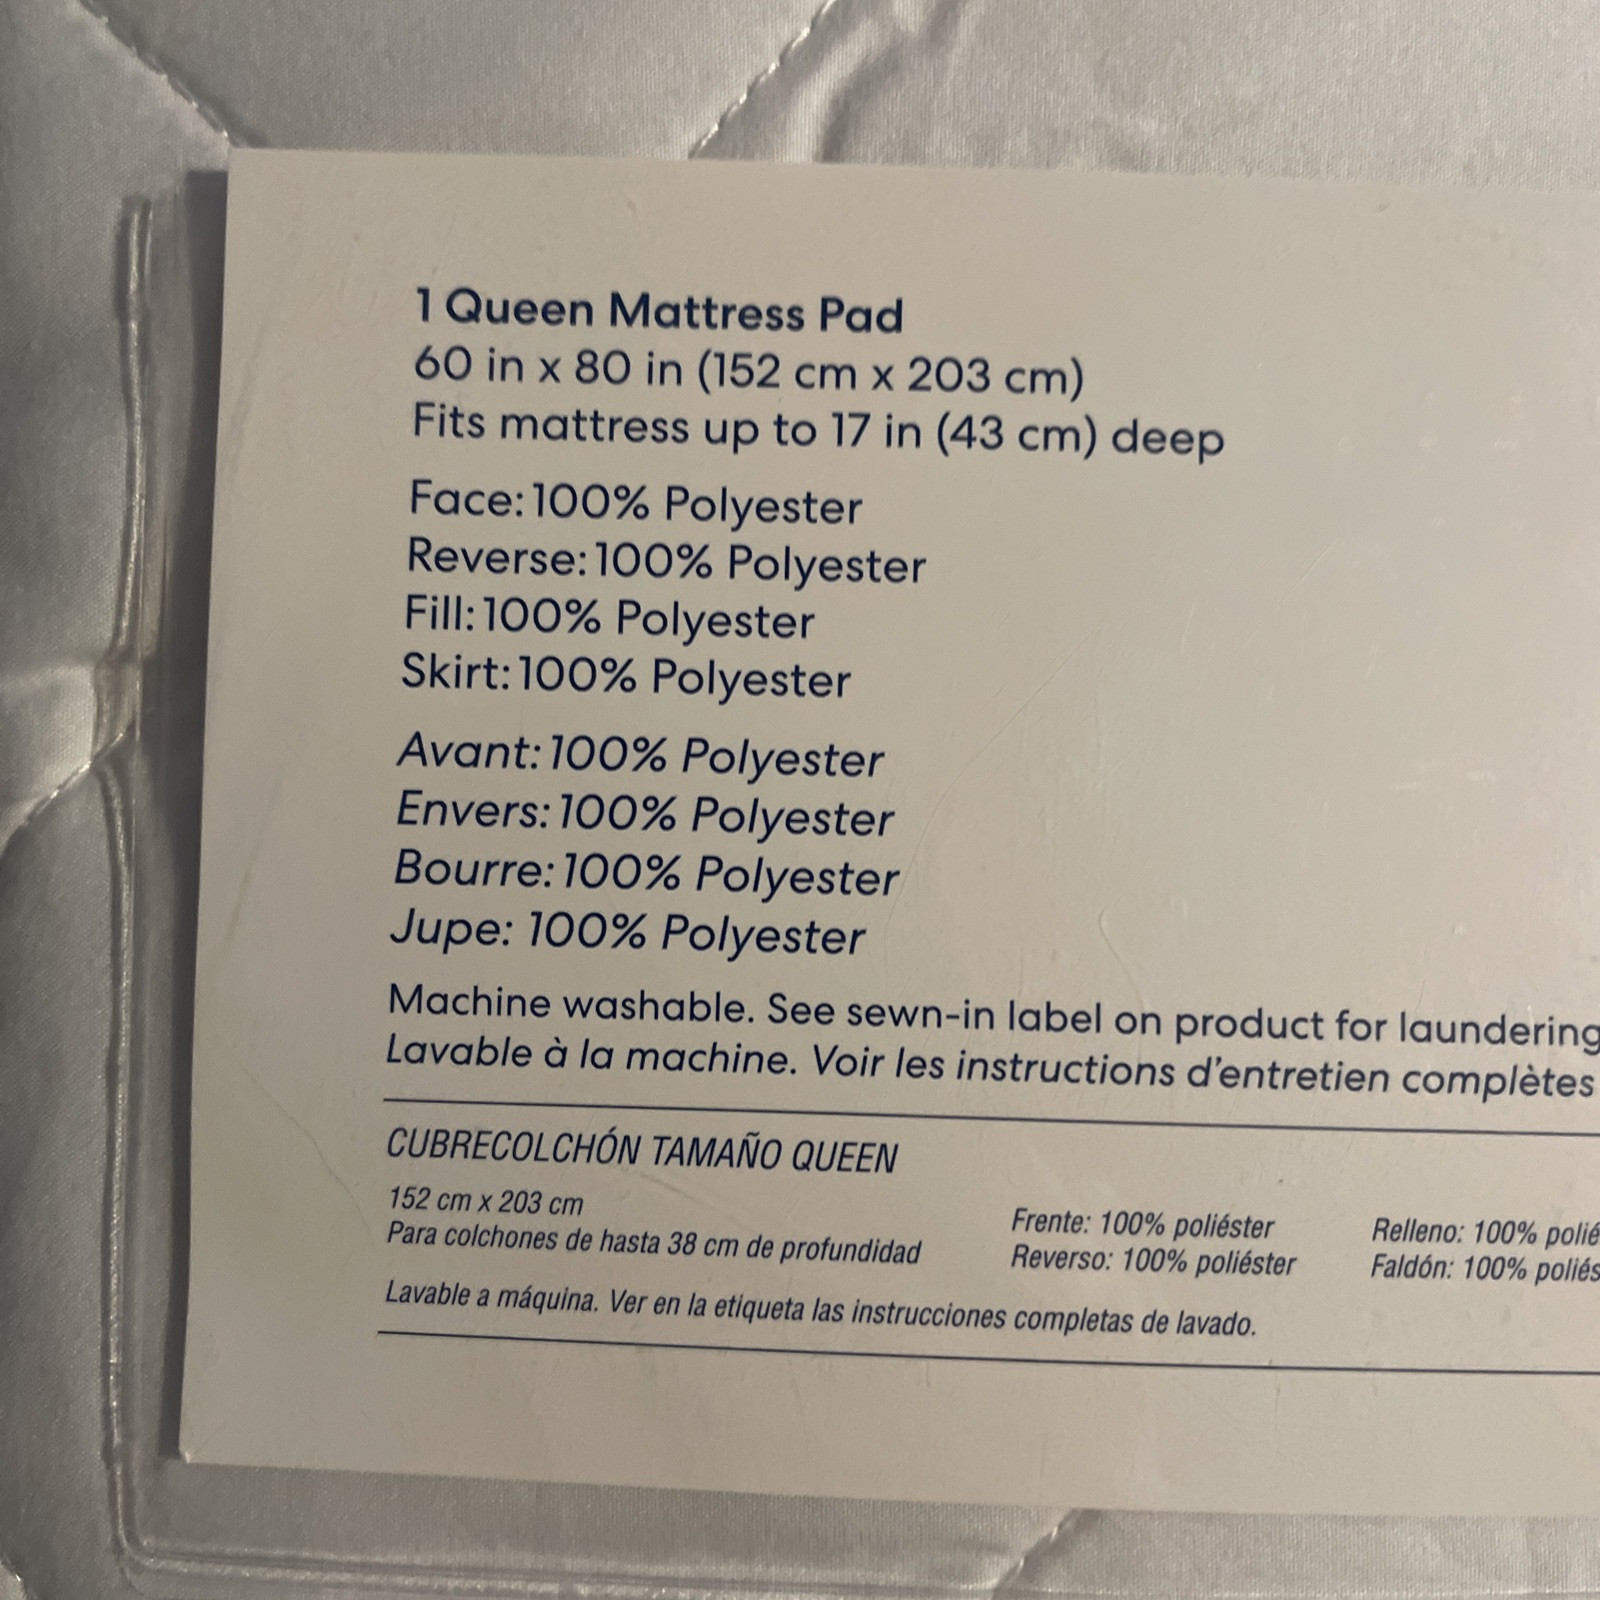 1 Queen Mattress Pad
60 in x 80 in (152 cm x 203 cm)
Fits mattress up to 17 in (43 cm) deep
Face: 100% Polyester
Reverse: 100% Polyester
Fill: 100% Polyester
Skirt: 100% Polyester
Avant: 100% Polyester
Envers: 100% Polyester
Bourre: 100% Polyester
Jupe: 100% Polyester
Machine washable. See sewn-in label on product for laundering
Lavable à la machine. Voir les instructions d'entretien complètes
CUBRECOLCHÓN TAMAÑO QUEEN
152 cm x 203 cm
Para colchones de hasta 38 cm de profundidad
Lavable a máquina. Ver en la etiqueta las instrucciones completas de lavado.
Frente: 100% poliéster
Reverso: 100% poliéster
Relleno: 100% polié
Faldón: 100% poliés